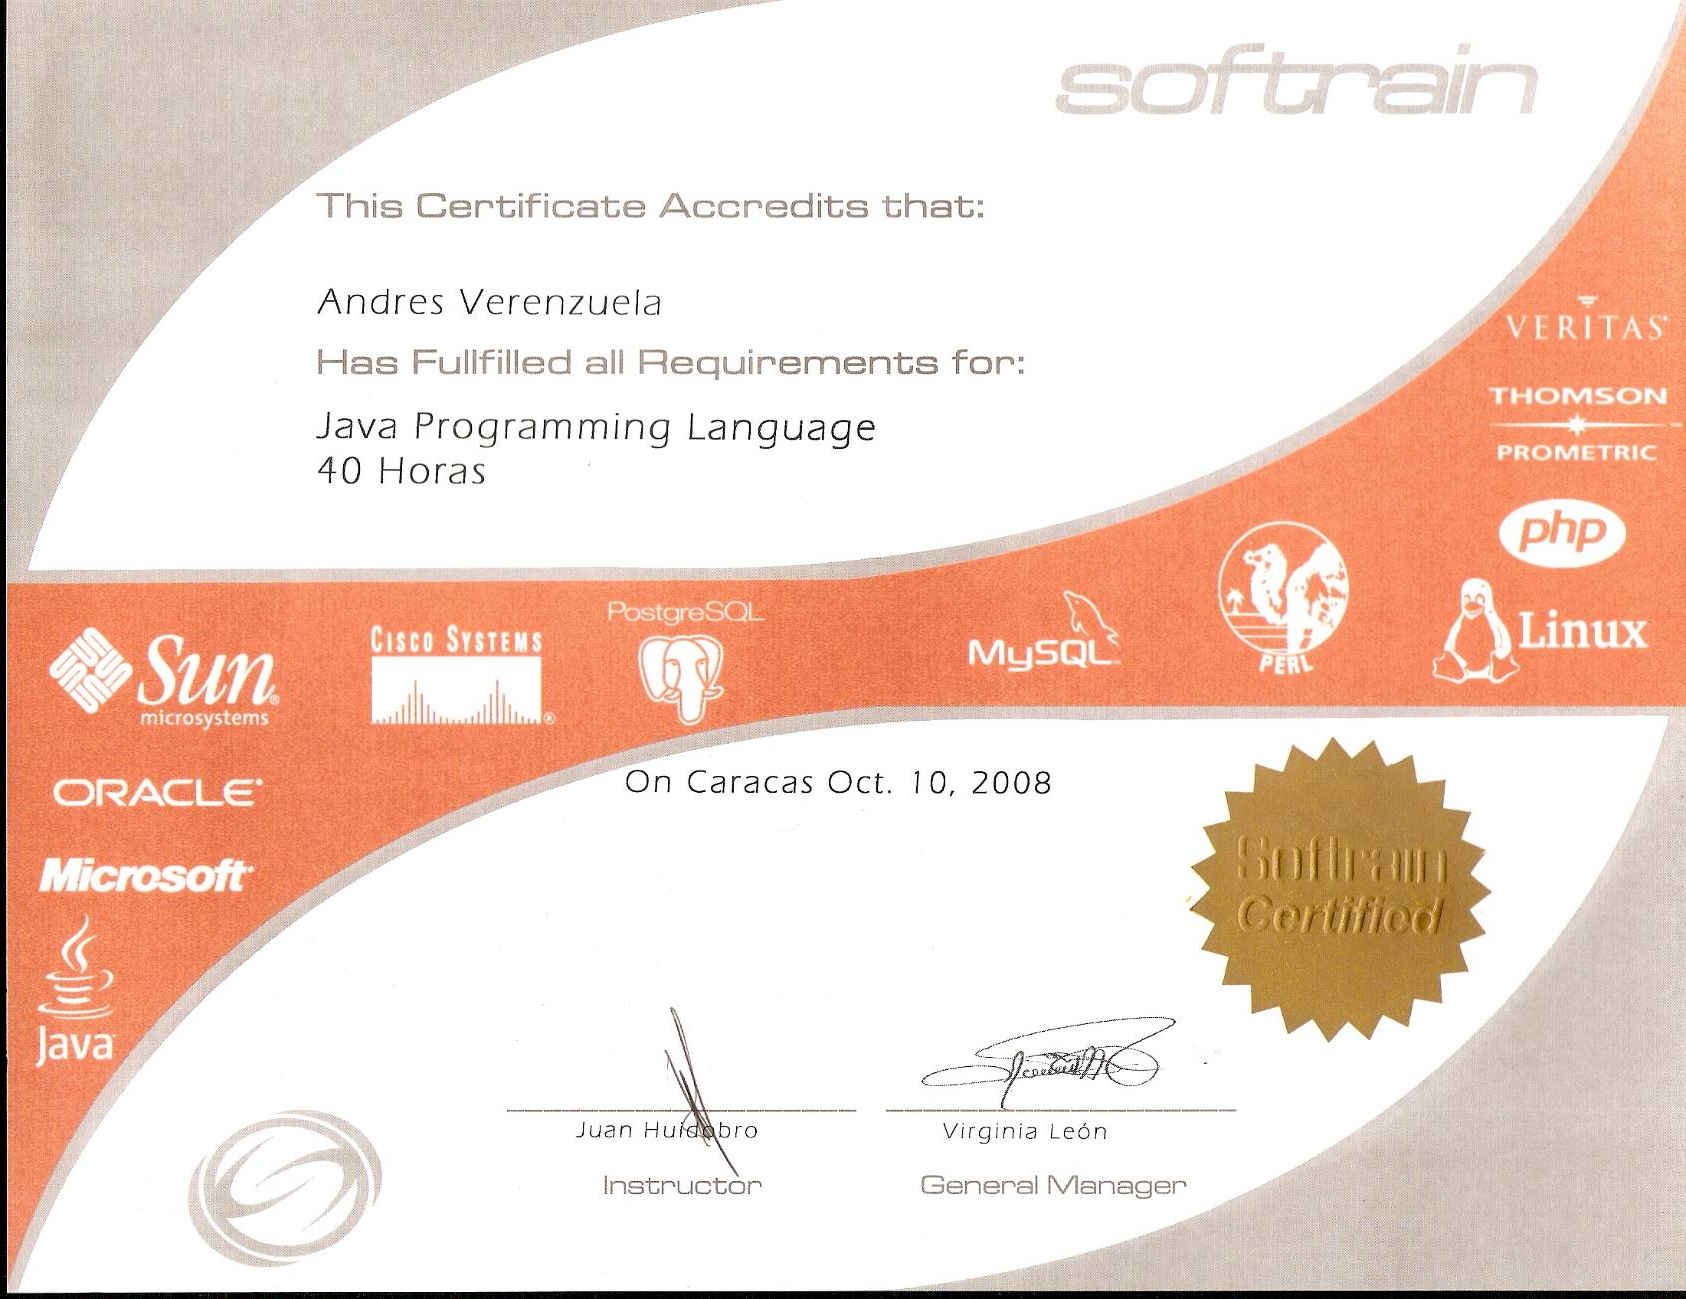 softrain
This Certificate Accredits that:
Andres Verenzuela
Has Fullfilled all Requirements for:
Java Programming Language
40 Horas
VERITAS
THOMSON
PROMETRIC
php
Linux
PERL
MySQL
PostgreSQL
CISCO SYSTEMS
Sun
microsystems
ORACLE
Microsoft
Java
On Caracas Oct. 10, 2008
Softrain
Certified
Juan Huidobro
Instructor
Virginia León
General Manager